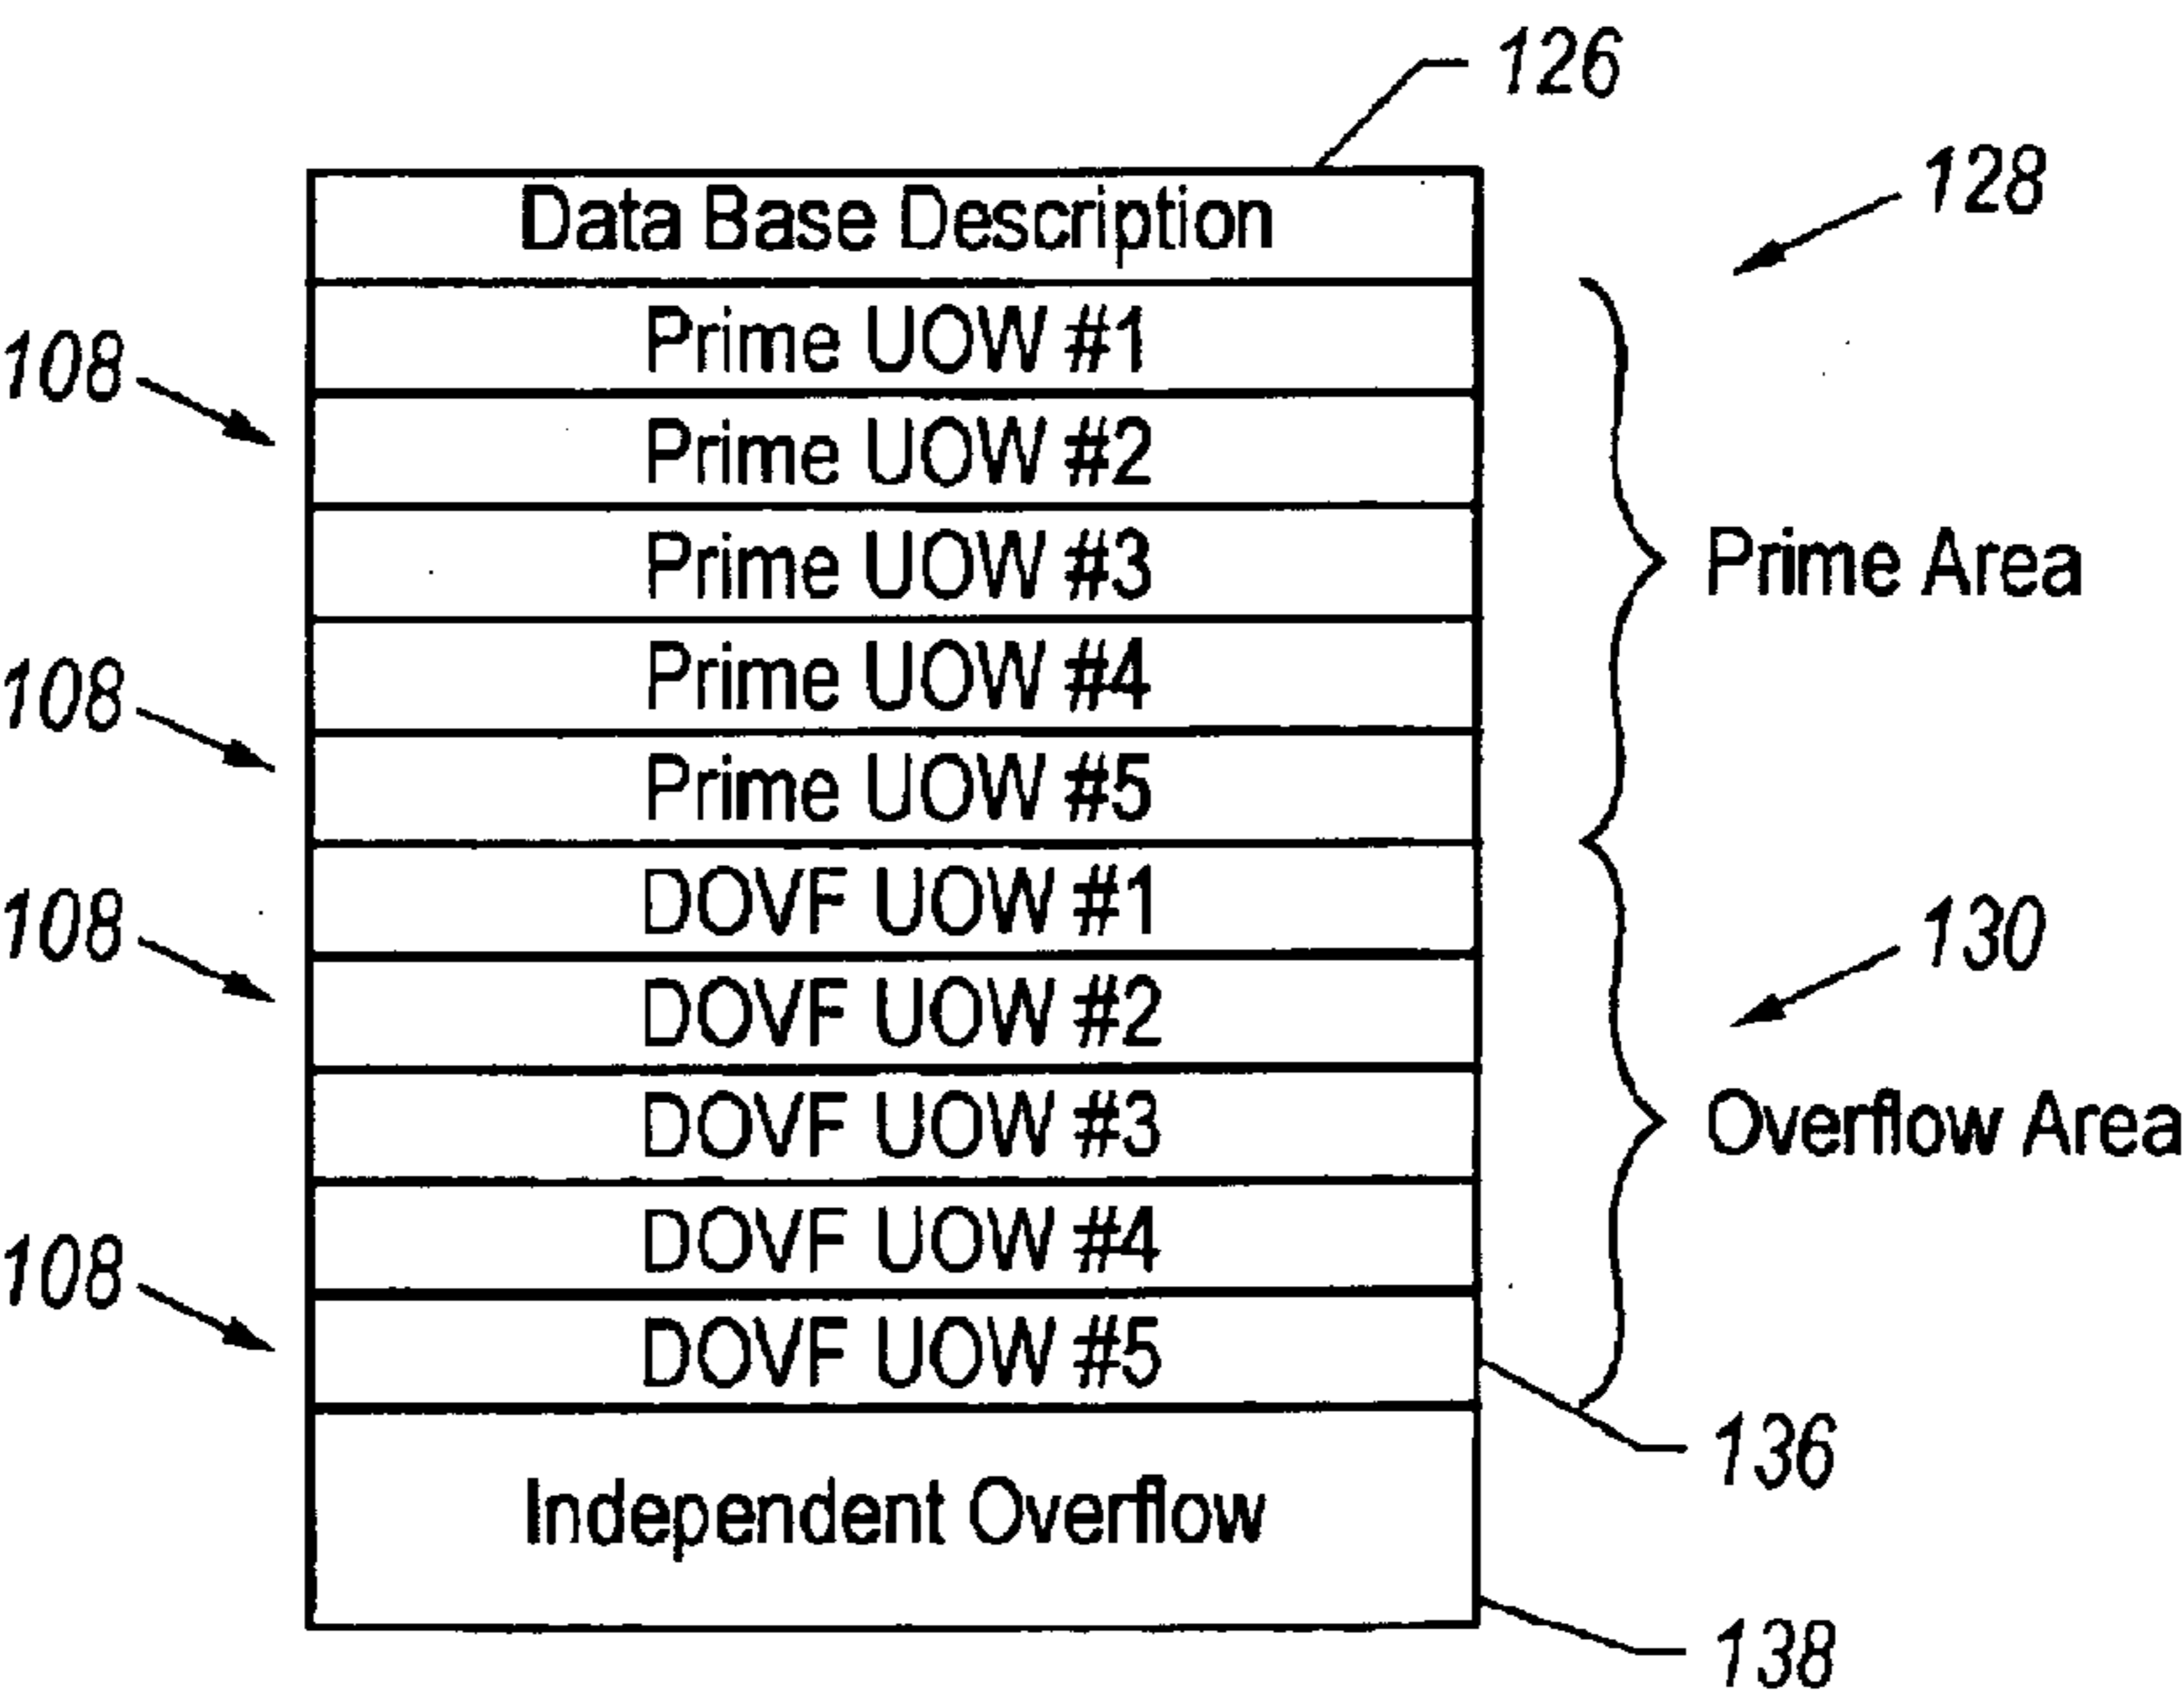 126
Data Base Description
128
Prime UOW #1
108
Prime UOW #2
Prime UOW #3
Prime Area
Prime UOW #4
108
Prime UOW #5
DOVF UOW #1
108
130
DOVF UOW #2
DOVF UOW #3
Overflow Area
DOVF UOW #4
108
DOVF UOW #5
136
Independent Overflow
138